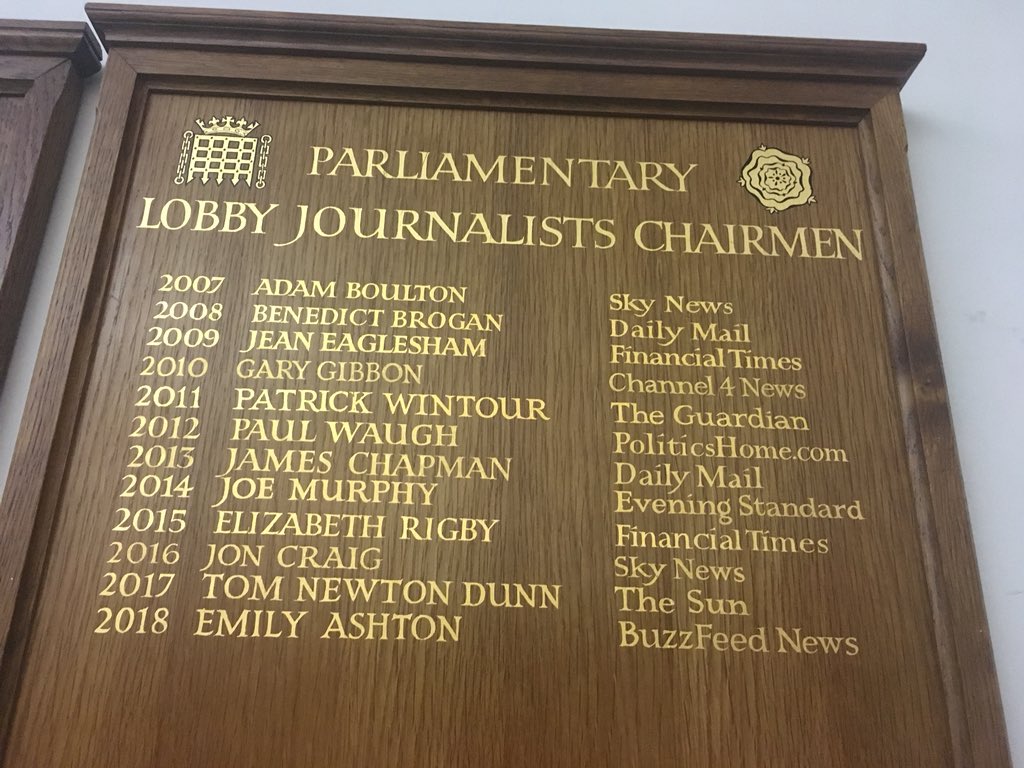 PARLIAMENTARY
LOBBY JOURNALISTS CHAIRMEN
2007 ADAM BOULTON Sky News
2008 BENEDICT BROGAN Daily Mail
2009 JEAN EAGLESHAM Financial Times
2010 GARY GIBBON Channel 4 News
2011 PATRICK WINTOUR The Guardian
2012 PAUL WAUGH PoliticsHome.com
2013 JAMES CHAPMAN Daily Mail
2014 JOE MURPHY Evening Standard
2015 ELIZABETH RIGBY Financial Times
2016 JON CRAIG Sky News
2017 TOM NEWTON DUNN The Sun
2018 EMILY ASHTON BuzzFeed News